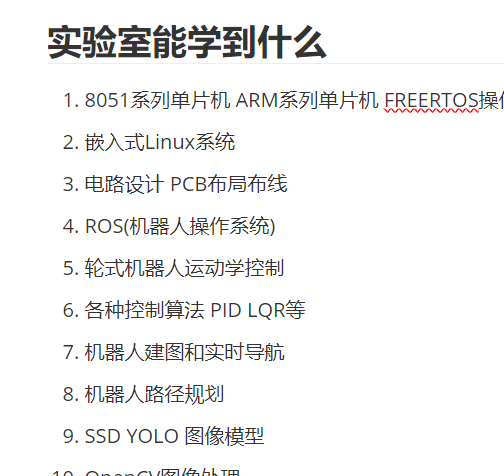 实验室能学到什么
1. 8051系列单片机 ARM系列单片机 FREERTOS操
2. 嵌入式Linux系统
3. 电路设计 PCB布局布线
4. ROS(机器人操作系统)
5. 轮式机器人运动学控制
6. 各种控制算法 PID LQR等
7. 机器人建图和实时导航
8. 机器人路径规划
9. SSD YOLO 图像模型
10. OpenCV图像处理